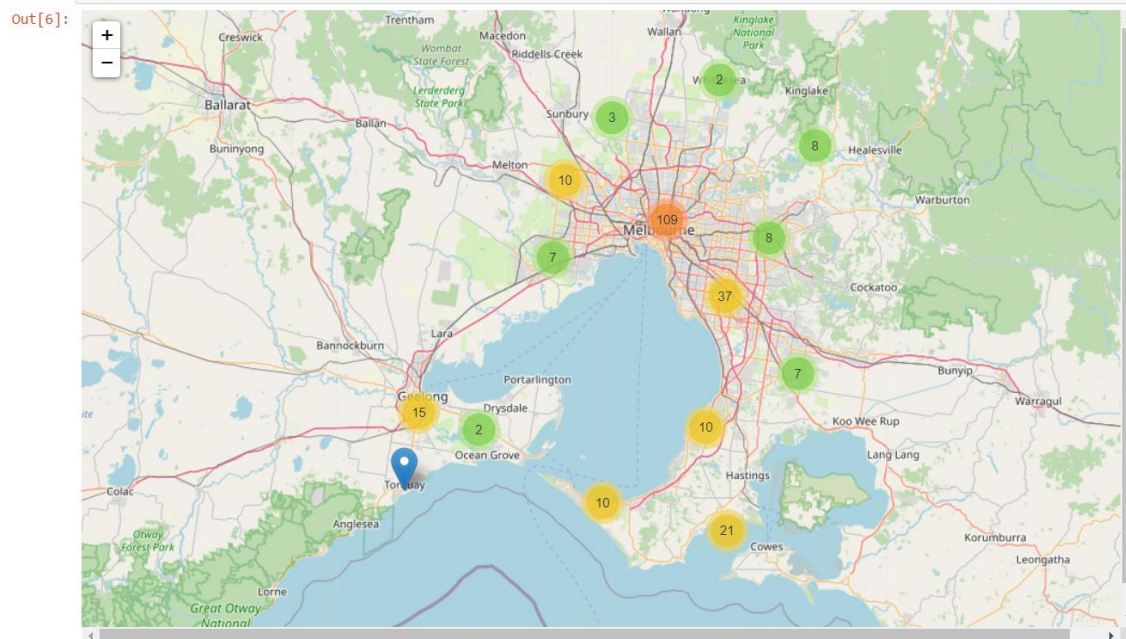 Out[6]:
+
−
Trentham
Creswick
Macedon
Wallan
Kinglake
National
Park
Wombat
State Forest
Riddells Creek
2
Kinglake
Lerderderg
State Park
Ballarat
Sunbury
3
Ballan
8
Buninyong
Healesville
Melton
10
Warburton
109
Melbourne
8
7
37
Cockatoo
Lara
Bannockburn
7
Bunyip
Portarlington
Geelong
Warragul
15
Drysdale
10
Koo Wee Rup
2
Ocean Grove
Lang Lang
Hastings
Torquay
Colac
10
Anglesea
21
Otway
Forest Park
Cowes
Korumburra
Leongatha
Lorne
Great Otway
National